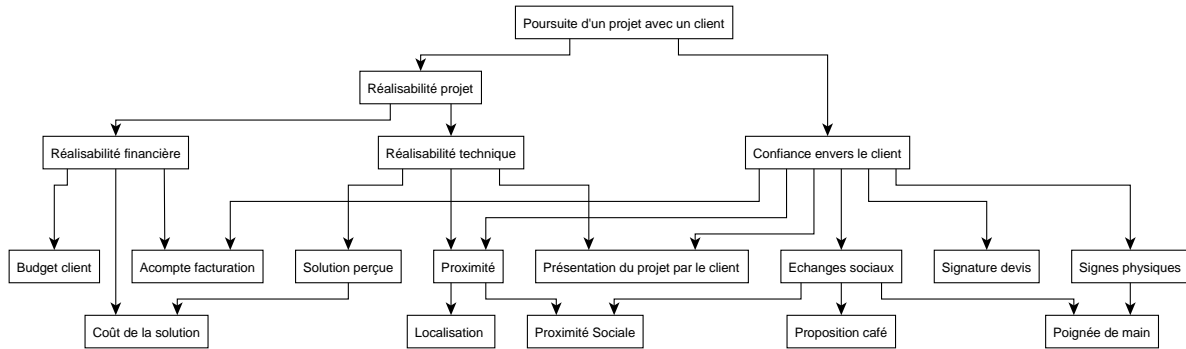 Poursuite d'un projet avec un client
Réalisabilité projet
Réalisabilité financière
Réalisabilité technique
Confiance envers le client
Budget client
Acompte facturation
Solution perçue
Proximité
Présentation du projet par le client
Echanges sociaux
Signature devis
Signes physiques
Coût de la solution
Localisation
Proximité Sociale
Proposition café
Poignée de main